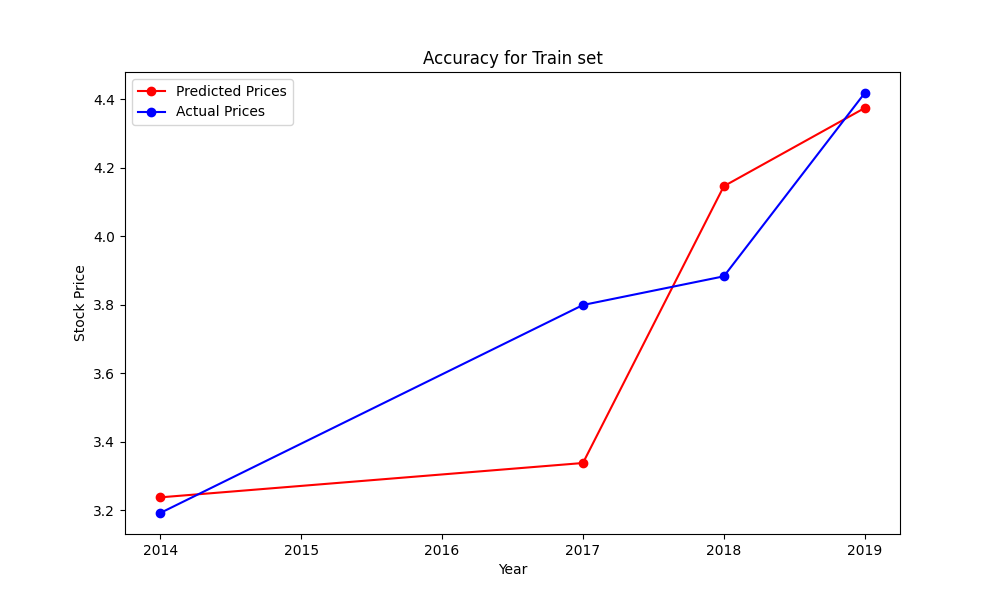 Accuracy for Train set
Predicted Prices
Actual Prices
4.4
4.2
4.0
3.8
3.6
3.4
3.2
Stock Price
2014 2015 2016 2017 2018 2019
Year